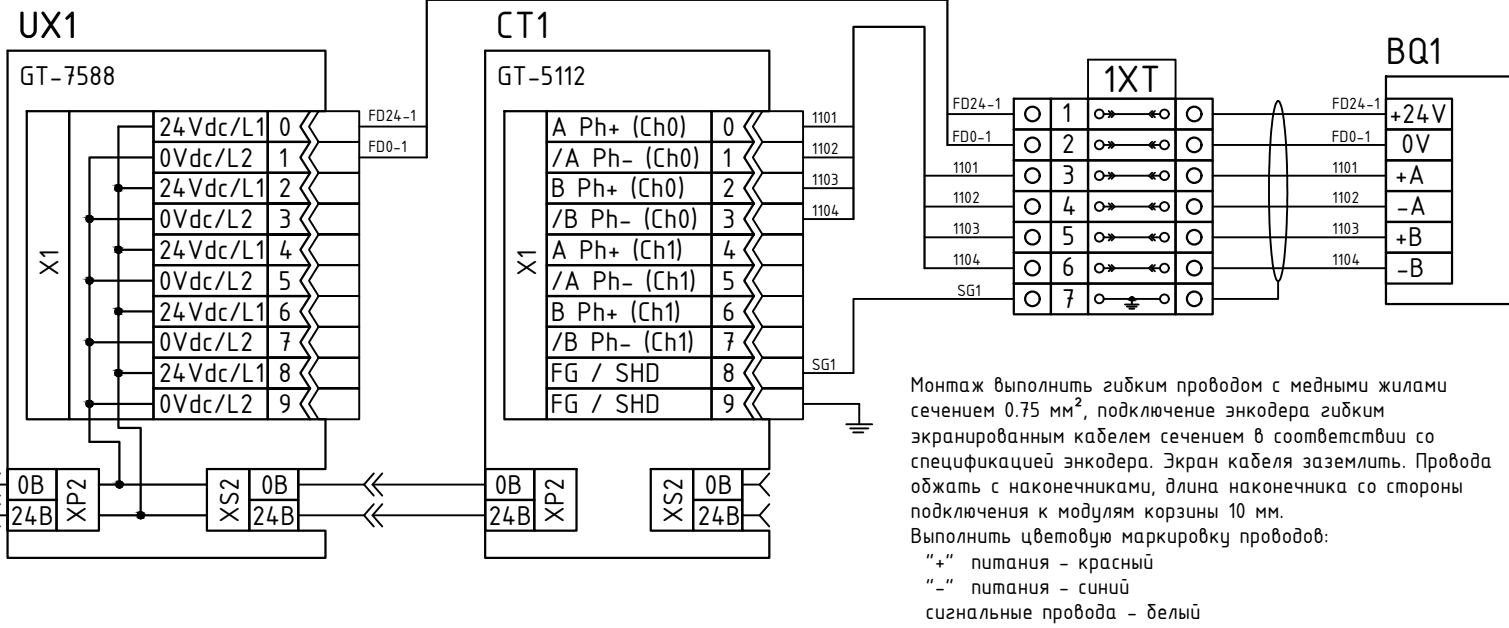 UX1
GT-7588
X1
24Vdc/L1 0
0Vdc/L2 1
24Vdc/L1 2
0Vdc/L2 3
24Vdc/L1 4
0Vdc/L2 5
24Vdc/L1 6
0Vdc/L2 7
24Vdc/L1 8
0Vdc/L2 9
FD24-1
FD0-1
0В
24В
XP2
XS2
0В
24В
CT1
GT-5112
X1
A Ph+ (Ch0) 0
/A Ph- (Ch0) 1
B Ph+ (Ch0) 2
/B Ph- (Ch0) 3
A Ph+ (Ch1) 4
/A Ph- (Ch1) 5
B Ph+ (Ch1) 6
/B Ph- (Ch1) 7
FG / SHD 8
FG / SHD 9
1101
1102
1103
1104
SG1
0В
24В
XP2
XS2
0В
24В
1XT
FD24-1 1 FD24-1
FD0-1 2 FD0-1
1101 3 1101
1102 4 1102
1103 5 1103
1104 6 1104
SG1 7
BQ1
+24V
0V
+A
-A
+B
-B
Монтаж выполнить гибким проводом с медными жилами
сечением 0.75 мм², подключение энкодера гибким
экранированным кабелем сечением в соответствии со
спецификацией энкодера. Экран кабеля заземлить. Провода
обжать с наконечниками, длина наконечника со стороны
подключения к модулям корзины 10 мм.
Выполнить цветовую маркировку проводов:
"+" питания - красный
"-" питания - синий
сигнальные провода - белый